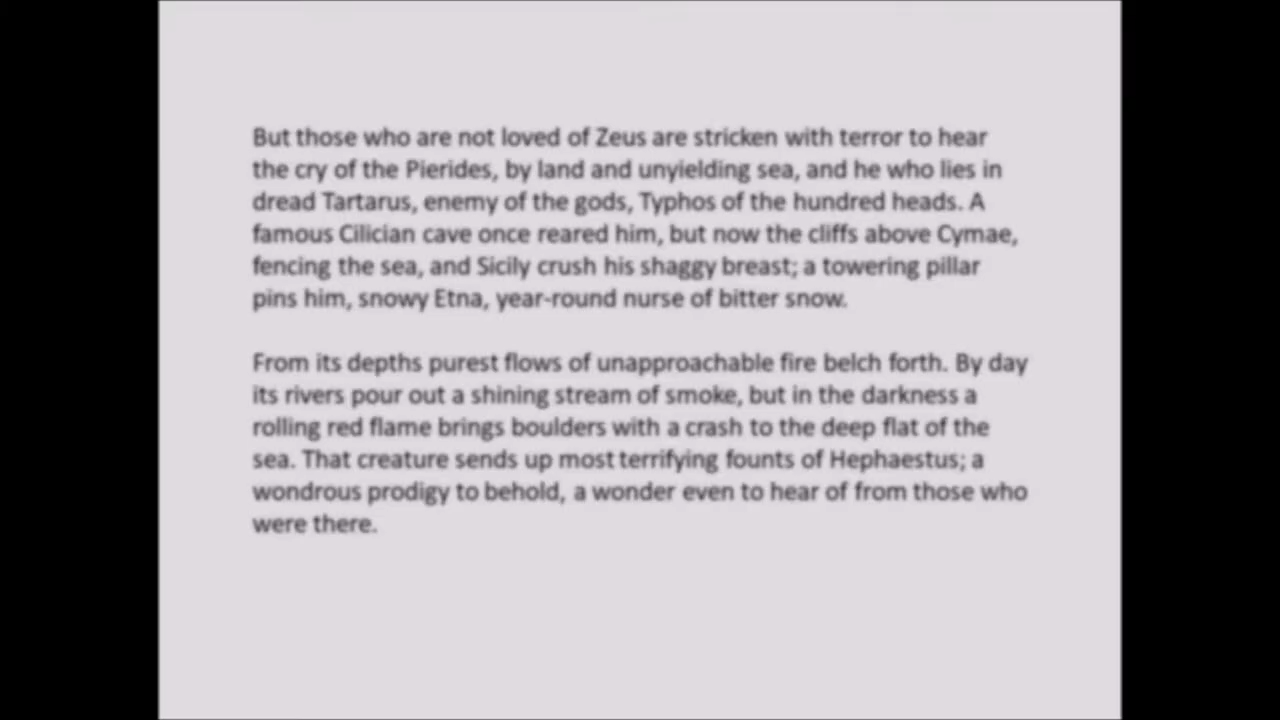 But those who are not loved of Zeus are stricken with terror to hear
the cry of the Pierides, by land and unyielding sea, and he who lies in
dread Tartarus, enemy of the gods, Typhos of the hundred heads. A
famous Cilician cave once reared him, but now the cliffs above Cymae,
fencing the sea, and Sicily crush his shaggy breast; a towering pillar
pins him, snowy Etna, year-round nurse of bitter snow.

From its depths purest flows of unapproachable fire belch forth. By day
its rivers pour out a shining stream of smoke, but in the darkness a
rolling red flame brings boulders with a crash to the deep flat of the
sea. That creature sends up most terrifying founts of Hephaestus; a
wondrous prodigy to behold, a wonder even to hear of from those who
were there.